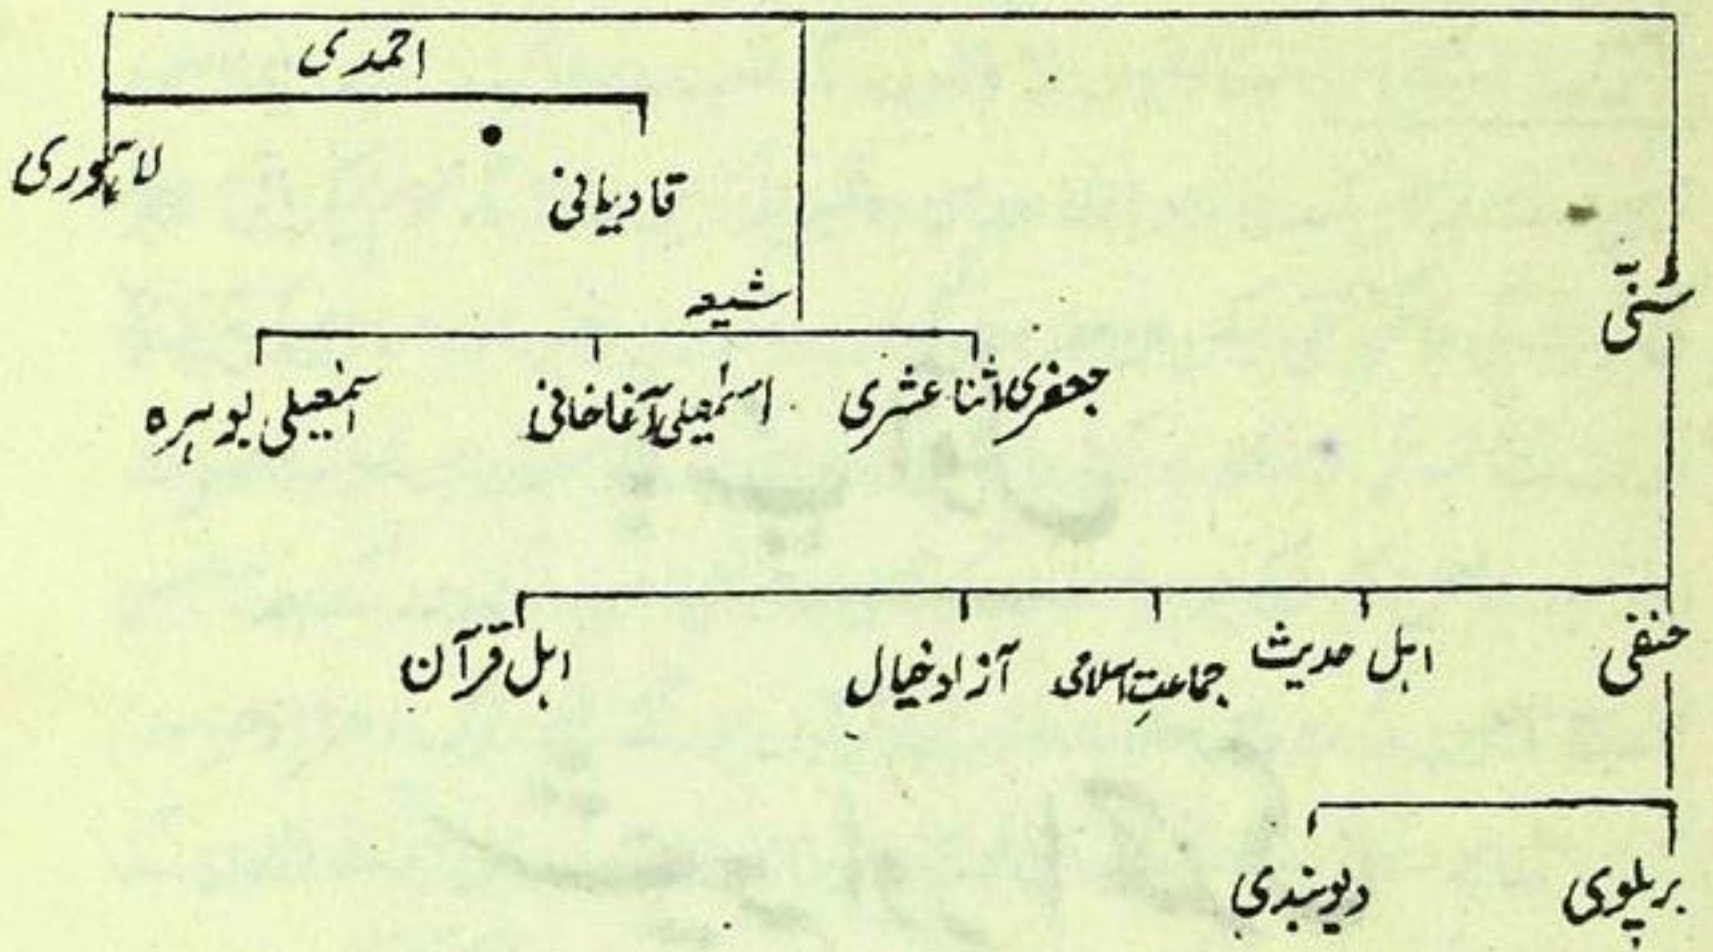 احمدی
لاہوری
قادیانی
سُنّی
شیعہ
جعفری اثنا عشری
اسمٰعیلی آغاخانی
اسمٰعیلی بوہرہ
حنفی
اہل حدیث
جماعتِ اسلامی
آزاد خیال
اہل قرآن
بریلوی
دیوبندی